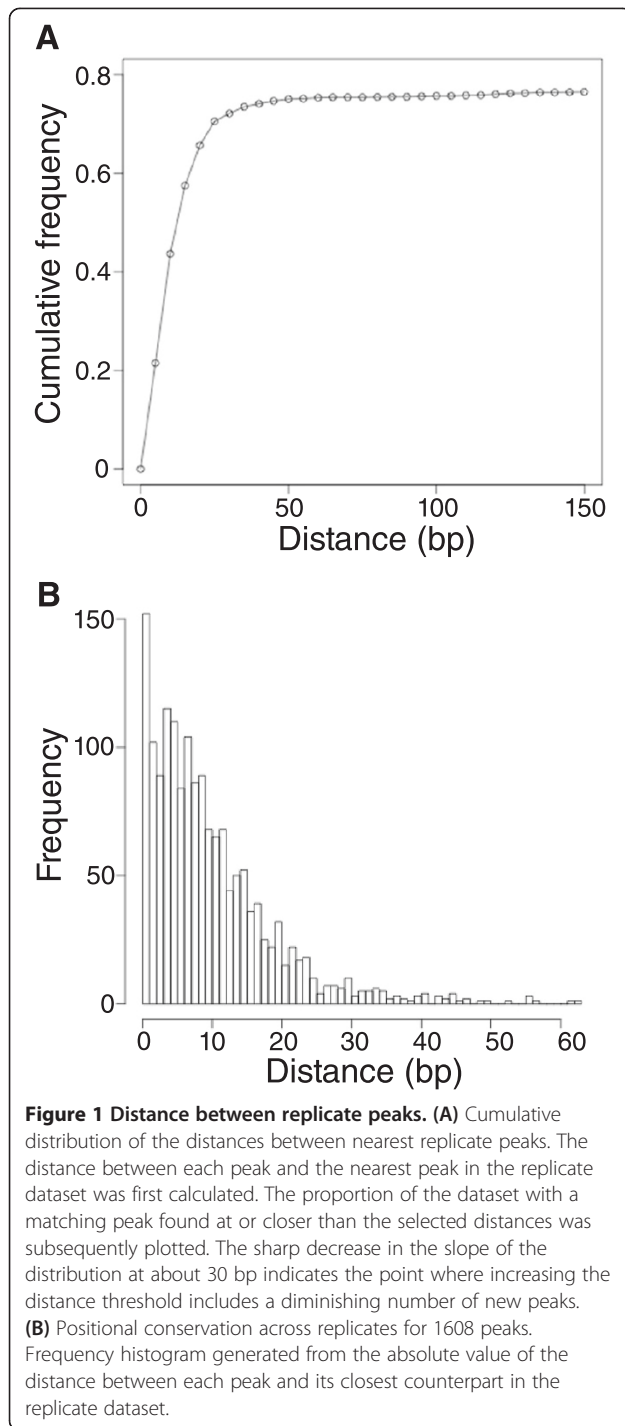 A
0.8
0.6
0.4
0.2
0
Cumulative frequency
0 50 100 150
Distance (bp)
B
150
100
50
0
Frequency
0 10 20 30 40 50 60
Distance (bp)
Figure 1 Distance between replicate peaks. (A) Cumulative
distribution of the distances between nearest replicate peaks. The
distance between each peak and the nearest peak in the replicate
dataset was first calculated. The proportion of the dataset with a
matching peak found at or closer than the selected distances was
subsequently plotted. The sharp decrease in the slope of the
distribution at about 30 bp indicates the point where increasing the
distance threshold includes a diminishing number of new peaks.
(B) Positional conservation across replicates for 1608 peaks.
Frequency histogram generated from the absolute value of the
distance between each peak and its closest counterpart in the
replicate dataset.